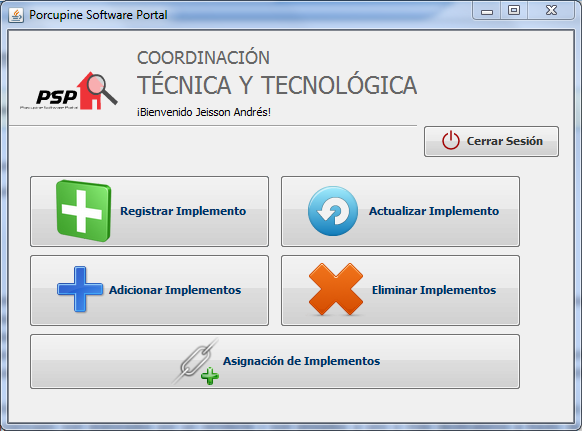 Porcupine Software Portal
COORDINACIÓN
TÉCNICA Y TECNOLÓGICA
¡Bienvenido Jeisson Andrés!
PSP
Porcupine Software Portal
Cerrar Sesión
Registrar Implemento
Actualizar Implemento
Adicionar Implementos
Eliminar Implementos
Asignación de Implementos